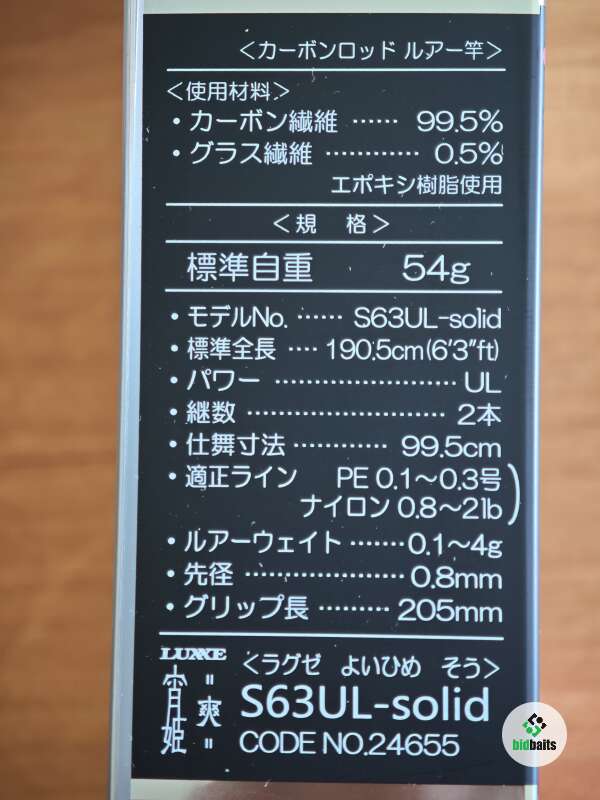 ＜カーボンロッド ルアー竿＞
＜使用材料＞
・カーボン繊維 …… 99.5%
・グラス繊維 ………… 0.5%
エポキシ樹脂使用
＜規 格＞
標準自重 54g
・モデルNo. …… S63UL-solid
・標準全長 …. 190.5cm(6'3"ft)
・パワー ……………………… UL
・継数 ……………………… 2本
・仕舞寸法 ………… 99.5cm
・適正ライン PE 0.1～0.3号
ナイロン 0.8～2lb
・ルアーウェイト ……. 0.1～4g
・先径 ………………… 0.8mm
・グリップ長 ……… 205mm
LUXXE ＜ラグゼ よいひめ そう＞
宵姫 "爽" S63UL-solid
CODE NO.24655
bidbaits